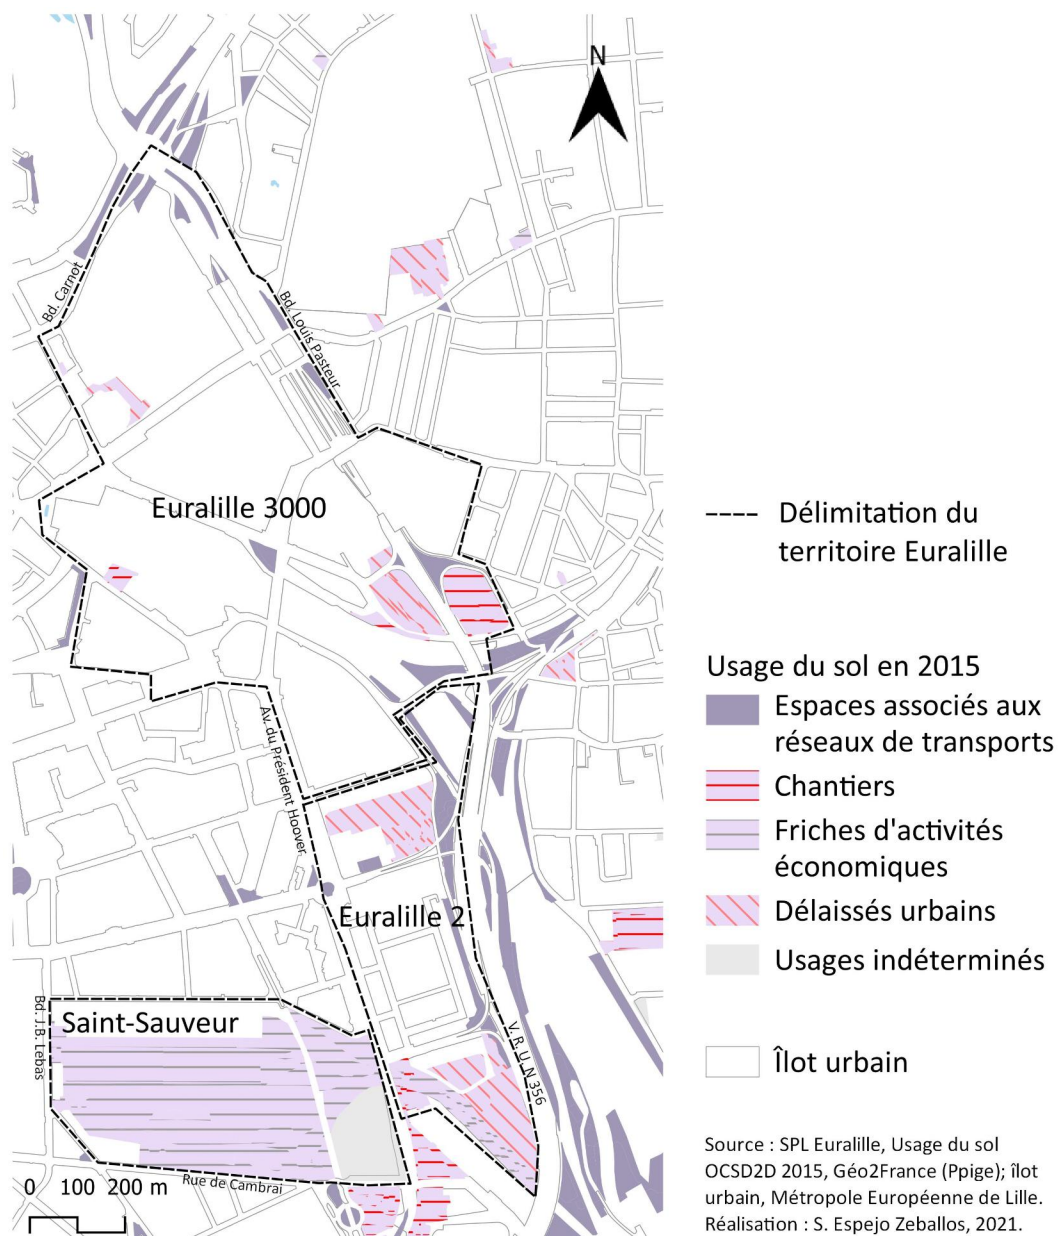 N
Bd. Carnot
Bd. Louis Pasteur
Euralille 3000
Av. du Président Hoover
Euralille 2
Saint-Sauveur
Bd. J.B. Lebas
V. R. U. N 356
Rue de Cambrai
0 100 200 m
Délimitation du
territoire Euralille
Usage du sol en 2015
Espaces associés aux
réseaux de transports
Chantiers
Friches d'activités
économiques
Délaissés urbains
Usages indéterminés
Îlot urbain
Source : SPL Euralille, Usage du sol
OCSD2D 2015, Géo2France (Ppige); îlot
urbain, Métropole Européenne de Lille.
Réalisation : S. Espejo Zeballos, 2021.